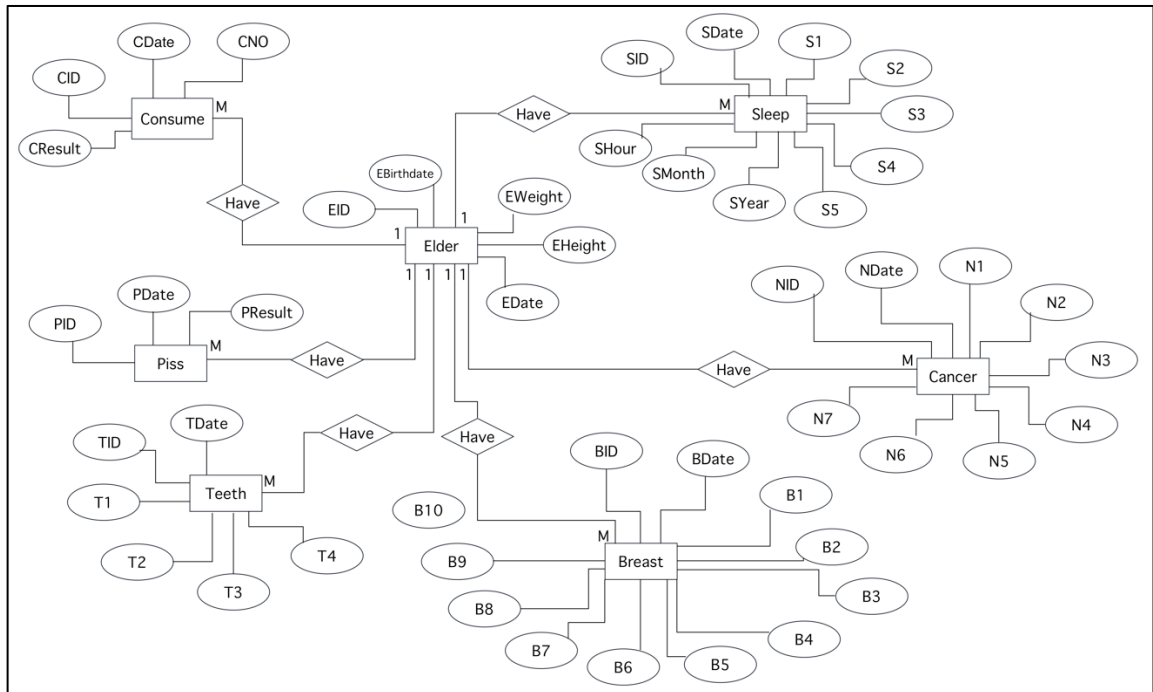 CDate
CNO
CID
M
Consume
CResult
Have
SDate
S1
SID
S2
M
Sleep
S3
Have
SHour
S4
SMonth
SYear
S5
EBirthdate
EID
EWeight
1
1
Elder
EHeight
1
1
1
1
EDate
PDate
PResult
PID
M
Piss
Have
NDate
N1
NID
N2
M
Cancer
N3
Have
N7
N4
N6
N5
TDate
TID
Have
M
Teeth
T1
T4
T2
T3
Have
BID
BDate
B1
B10
M
Breast
B2
B9
B3
B8
B4
B7
B6
B5